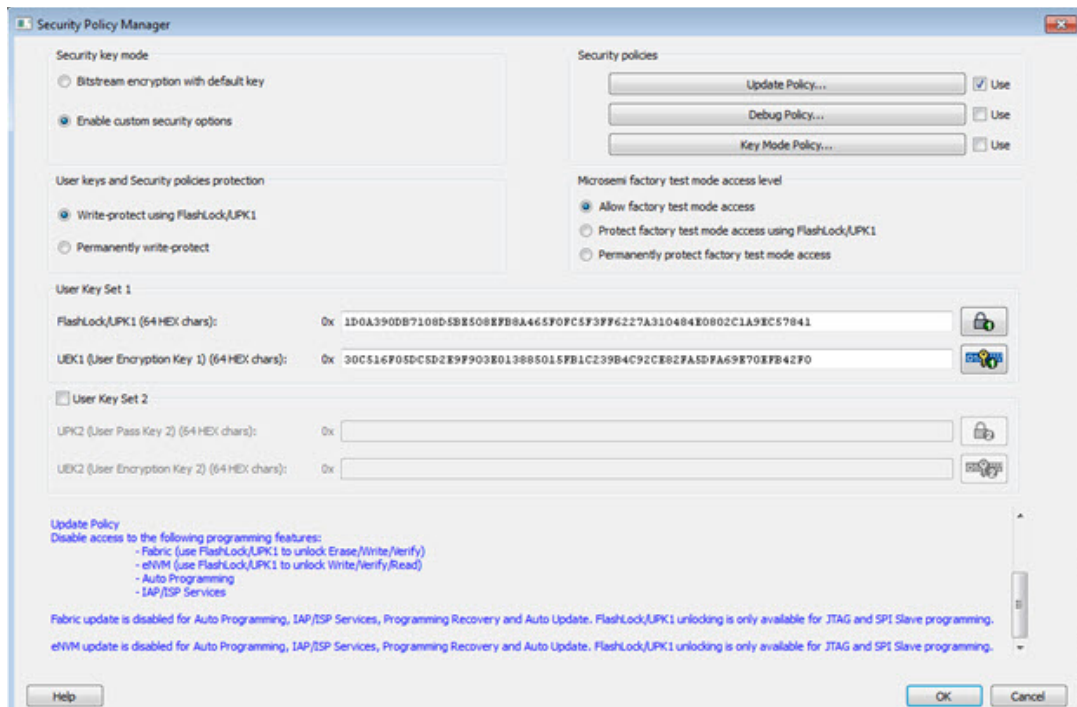 Security Policy Manager
Security key mode
Bitstream encryption with default key
Enable custom security options
Security policies
Update Policy...
Use
Debug Policy...
Use
Key Mode Policy...
Use
User keys and Security policies protection
Write-protect using FlashLock/UPK1
Permanently write-protect
Microsemi factory test mode access level
Allow factory test mode access
Protect factory test mode access using FlashLock/UPK1
Permanently protect factory test mode access
User Key Set 1
FlashLock/UPK1 (64 HEX chars): 0x 1D0A390DB7108D5BE508EFB8A465F0FC5F3FF6227A310484E0802C1A9EC57841
UEK1 (User Encryption Key 1) (64 HEX chars): 0x 30C516F05DC5D2E9F903E013885015FB1C239B4C92CE82FA5DFA69E70EFB42F0
User Key Set 2
UPK2 (User Pass Key 2) (64 HEX chars): 0x
UEK2 (User Encryption Key 2) (64 HEX chars): 0x
Update Policy
Disable access to the following programming features:
- Fabric (use FlashLock/UPK1 to unlock Erase/Write/Verify)
- eNVM (use FlashLock/UPK1 to unlock Write/Verify/Read)
- Auto Programming
- IAP/ISP Services
Fabric update is disabled for Auto Programming, IAP/ISP Services, Programming Recovery and Auto Update. FlashLock/UPK1 unlocking is only available for JTAG and SPI Slave programming.
eNVM update is disabled for Auto Programming, IAP/ISP Services, Programming Recovery and Auto Update. FlashLock/UPK1 unlocking is only available for JTAG and SPI Slave programming.
Help
OK
Cancel